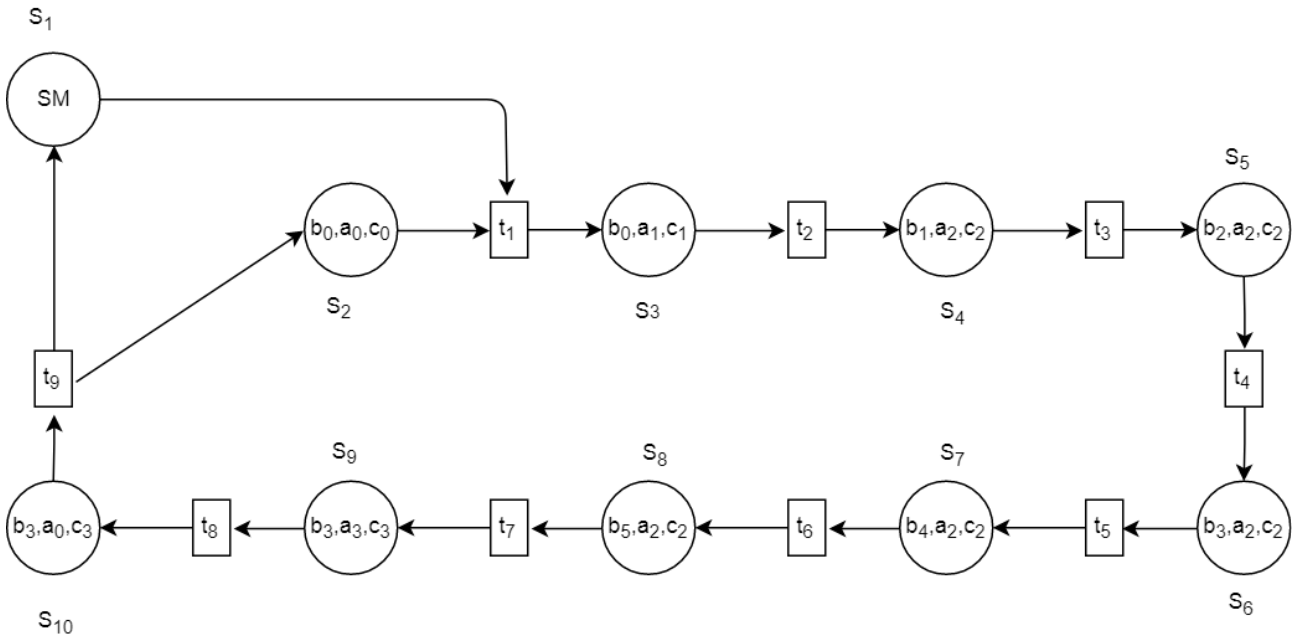 S₁
SM
S₅
b₀,a₀,c₀
t₁
b₀,a₁,c₁
t₂
b₁,a₂,c₂
t₃
b₂,a₂,c₂
S₂
S₃
S₄
t₉
t₄
S₉
S₈
S₇
b₃,a₀,c₃
t₈
b₃,a₃,c₃
t₇
b₅,a₂,c₂
t₆
b₄,a₂,c₂
t₅
b₃,a₂,c₂
S₁₀
S₆